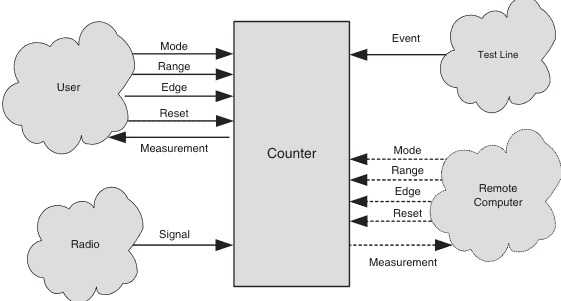 Mode
Range
Edge
Reset
Measurement
User
Counter
Event
Test Line
Mode
Range
Edge
Reset
Measurement
Remote
Computer
Signal
Radio